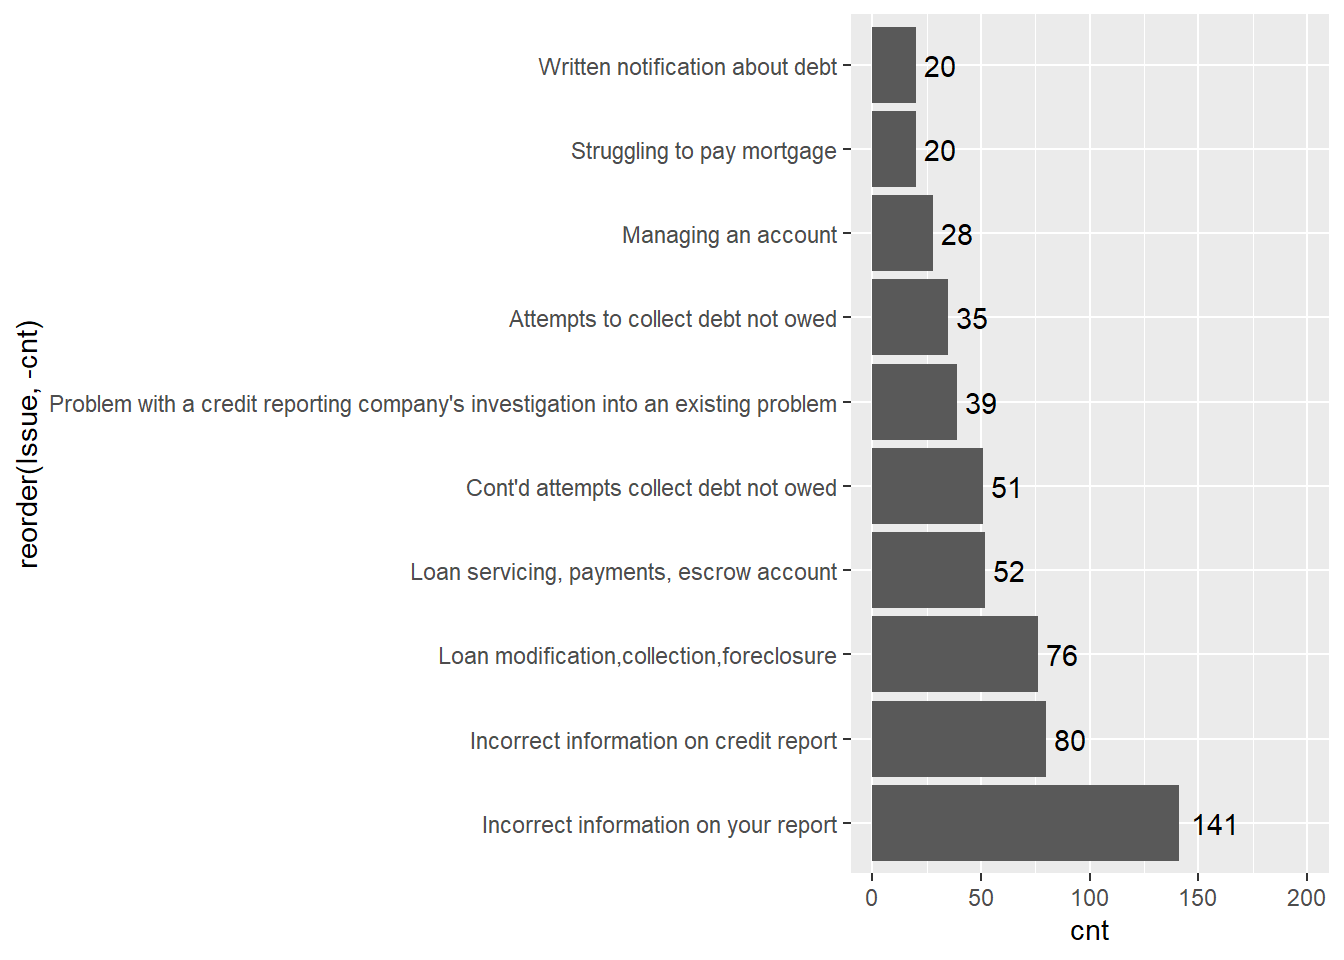 Written notification about debt
20
Struggling to pay mortgage
20
Managing an account
28
Attempts to collect debt not owed
35
Problem with a credit reporting company's investigation into an existing problem
39
Cont'd attempts collect debt not owed
51
Loan servicing, payments, escrow account
52
Loan modification,collection,foreclosure
76
Incorrect information on credit report
80
Incorrect information on your report
141
reorder(Issue, -cnt)
0 50 100 150 200
cnt